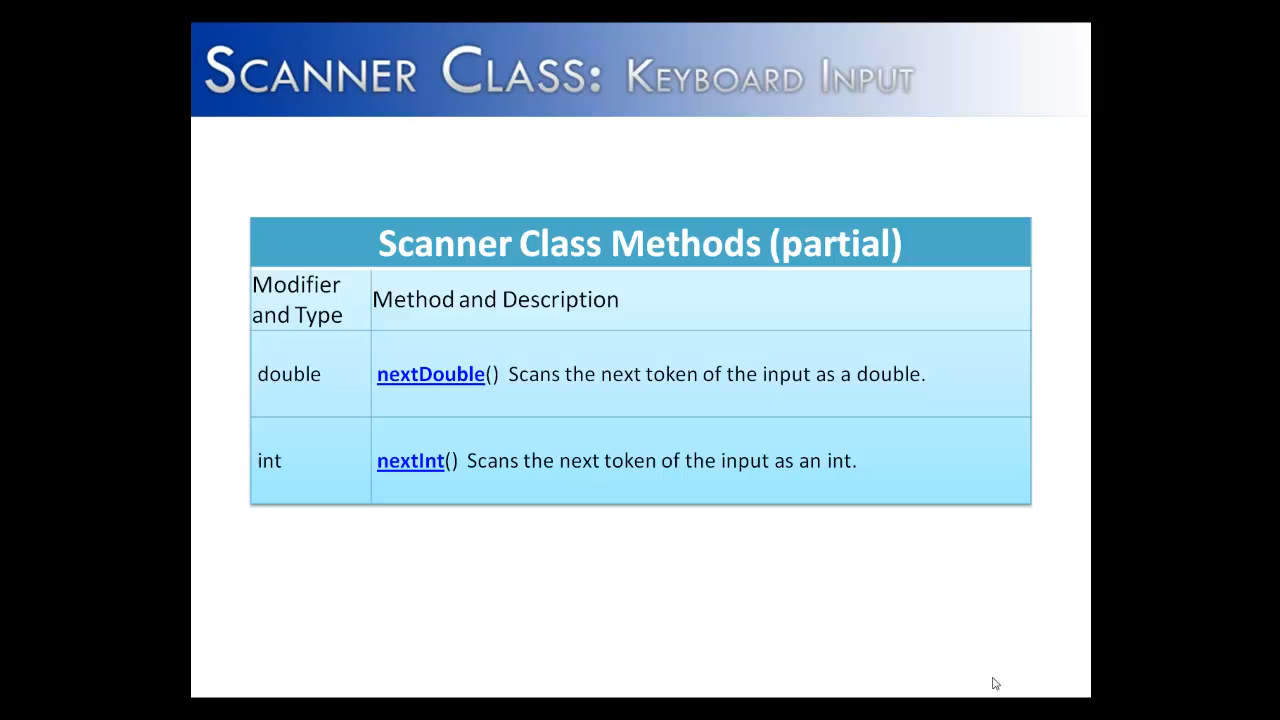 SCANNER CLASS: KEYBOARD INPUT
Scanner Class Methods (partial)
Modifier
and Type
Method and Description
double
nextDouble() Scans the next token of the input as a double.
int
nextInt() Scans the next token of the input as an int.